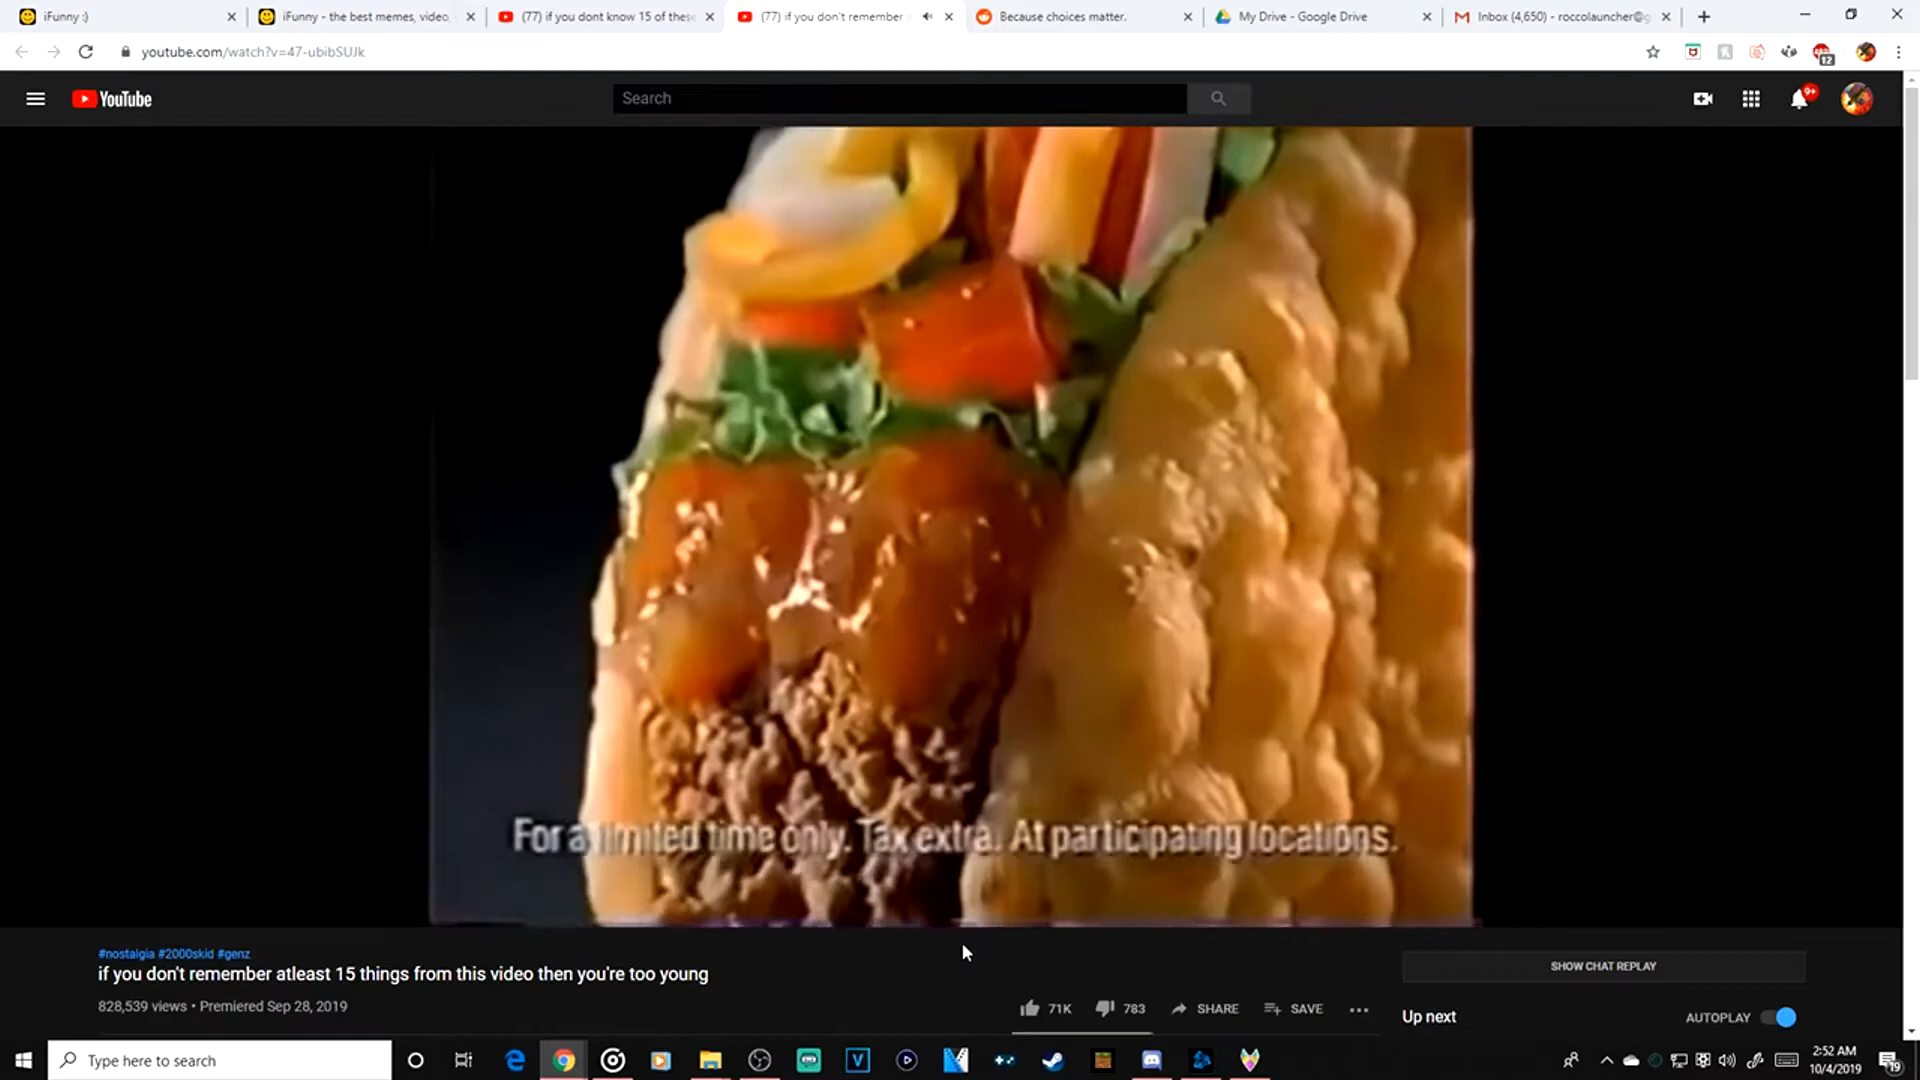 iFunny :)
iFunny - the best memes, video,
(77) if you dont know 15 of these
(77) if you don't remember
Because choices matter.
My Drive - Google Drive
Inbox (4,650) - roccolauncher@g
youtube.com/watch?v=47-ubibSUJk
12
YouTube
Search
9+
For a limited time only. Tax extra. At participating locations.
#nostalgia #2000skid #genz
if you don't remember atleast 15 things from this video then you're too young
828,539 views • Premiered Sep 28, 2019
71K
783
SHARE
SAVE
SHOW CHAT REPLAY
Up next
AUTOPLAY
Type here to search
2:52 AM
10/4/2019
19